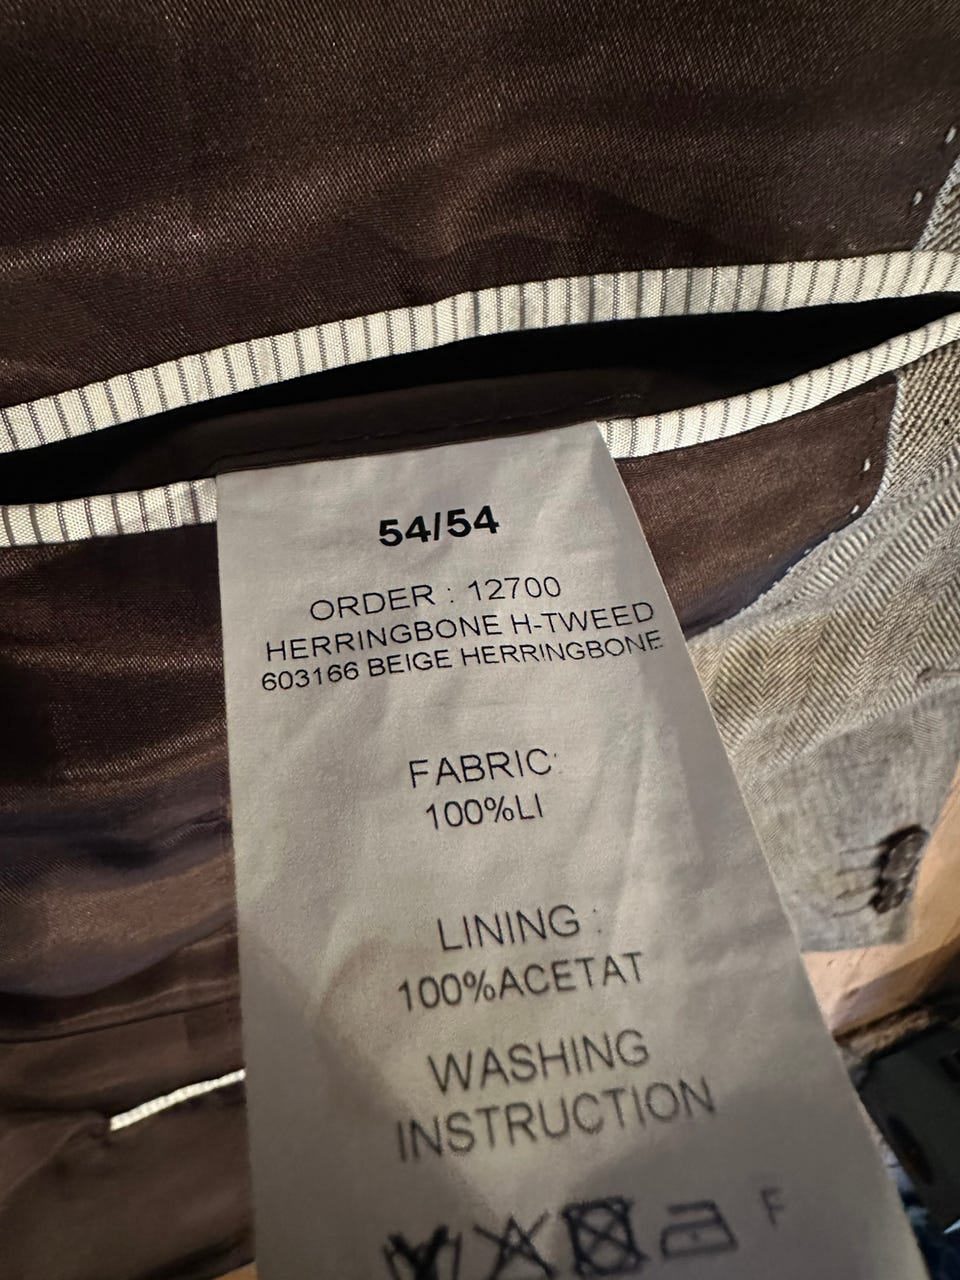 54/54
ORDER : 12700
HERRINGBONE H-TWEED
603166 BEIGE HERRINGBONE
FABRIC:
100%LI
LINING :
100%ACETAT
WASHING
INSTRUCTION
F